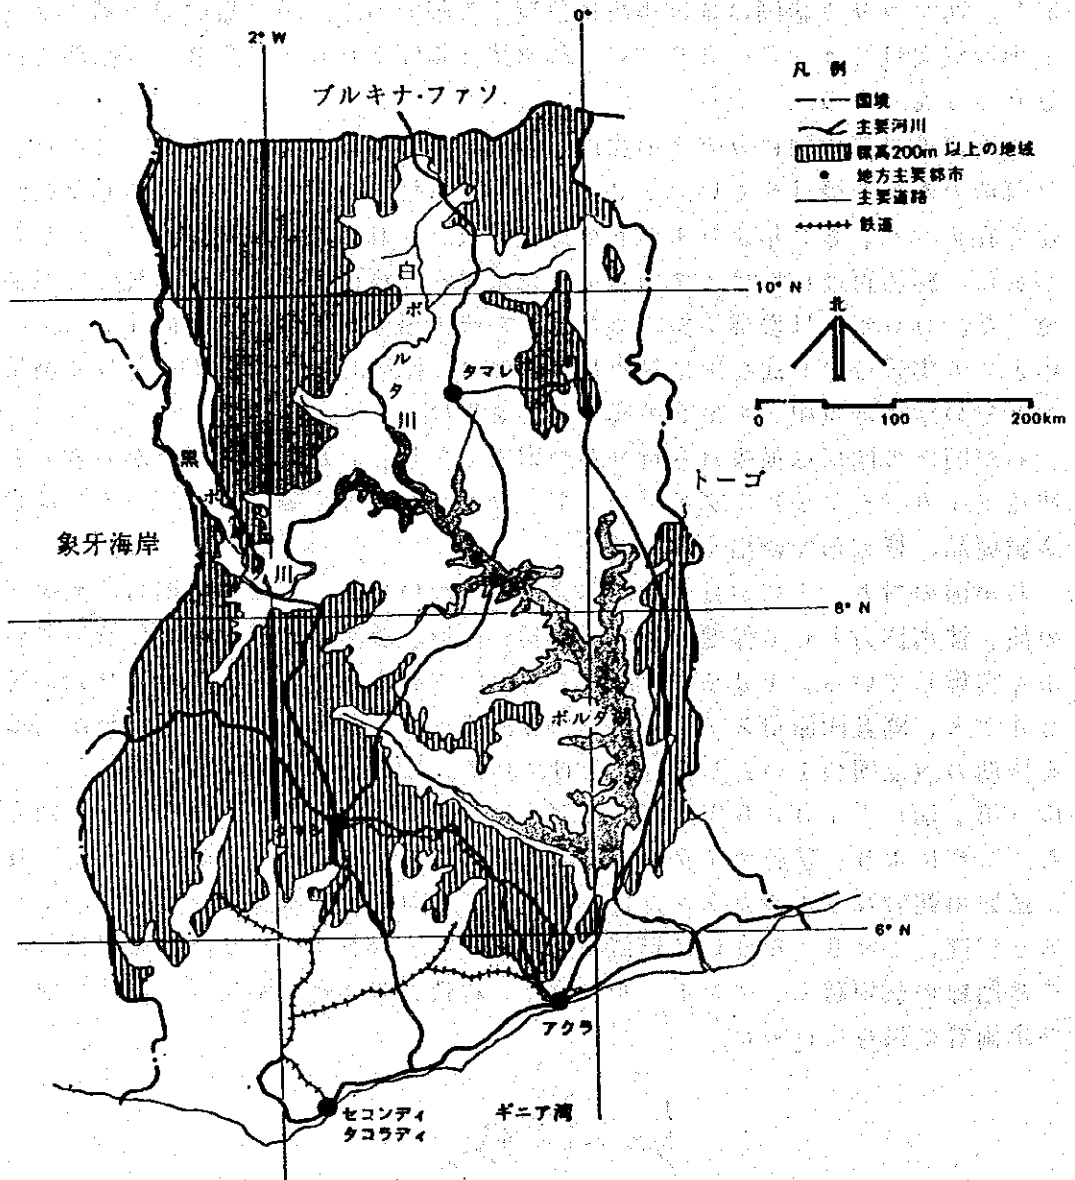 0°
2° W
ブルキナ・ファソ
凡 例
国境
主要河川
標高200m 以上の地域
地方主要都市
主要道路
鉄道
白
ボ
ル
タ
川
10° N
北
タマレ
0 100 200km
黒
ボ
川
トーゴ
象牙海岸
8° N
ボルタ湖
クマシ
6° N
アクラ
セコンディ
タコラディ
ギニア湾